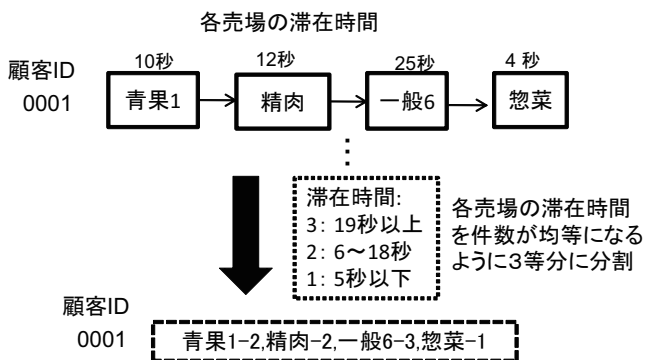 各売場の滞在時間
10秒 12秒 25秒 4 秒
顧客ID
0001
青果1 精肉 一般6 惣菜
⋮
滞在時間:
3: 19秒以上
2: 6～18秒
1: 5秒以下
各売場の滞在時間
を件数が均等になる
ように3等分に分割
顧客ID
0001
青果1-2,精肉-2,一般6-3,惣菜-1